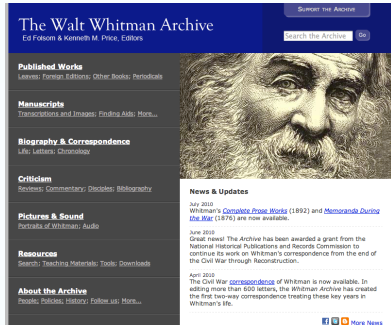 The Walt Whitman Archive
Ed Folsom & Kenneth M. Price, Editors
SUPPORT THE ARCHIVE
Search the Archive Go
Published Works
Leaves; Foreign Editions; Other Books; Periodicals
Manuscripts
Transcriptions and Images; Finding Aids; More...
Biography & Correspondence
Life; Letters; Chronology
Criticism
Reviews; Commentary; Disciples; Bibliography
Pictures & Sound
Portraits of Whitman; Audio
Resources
Search; Teaching Materials; Tools; Downloads
About the Archive
People; Policies; History; Follow us; More...
News & Updates
July 2010
Whitman's Complete Prose Works (1892) and Memoranda During
the War (1876) are now available.
June 2010
Great news! The Archive has been awarded a grant from the
National Historical Publications and Records Commission to
continue its work on Whitman's correspondence from the end of
the Civil War through Reconstruction.
April 2010
The Civil War correspondence of Whitman is now available. In
editing more than 600 letters, the Whitman Archive has created
the first two-way correspondence treating these key years in
Whitman's life.
More News